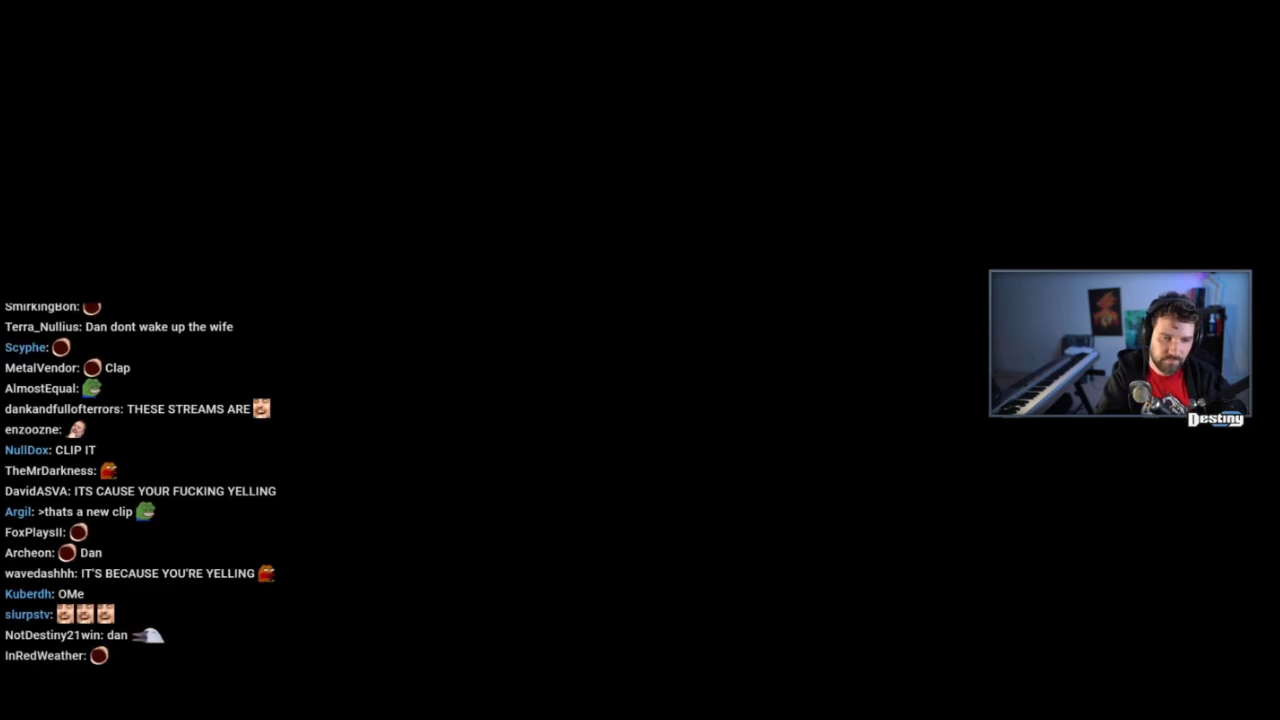 SmirkingBon:
Terra_Nullius: Dan dont wake up the wife
Scyphe:
MetalVendor: Clap
AlmostEqual:
dankandfullofterrors: THESE STREAMS ARE
enzoozne:
NullDox: CLIP IT
TheMrDarkness:
DavidASVA: ITS CAUSE YOUR FUCKING YELLING
Argil: >thats a new clip
FoxPlaysII:
Archeon: Dan
wavedashhh: IT'S BECAUSE YOU'RE YELLING
Kuberdh: OMe
slurpstv:
NotDestiny21win: dan
InRedWeather:
Destiny